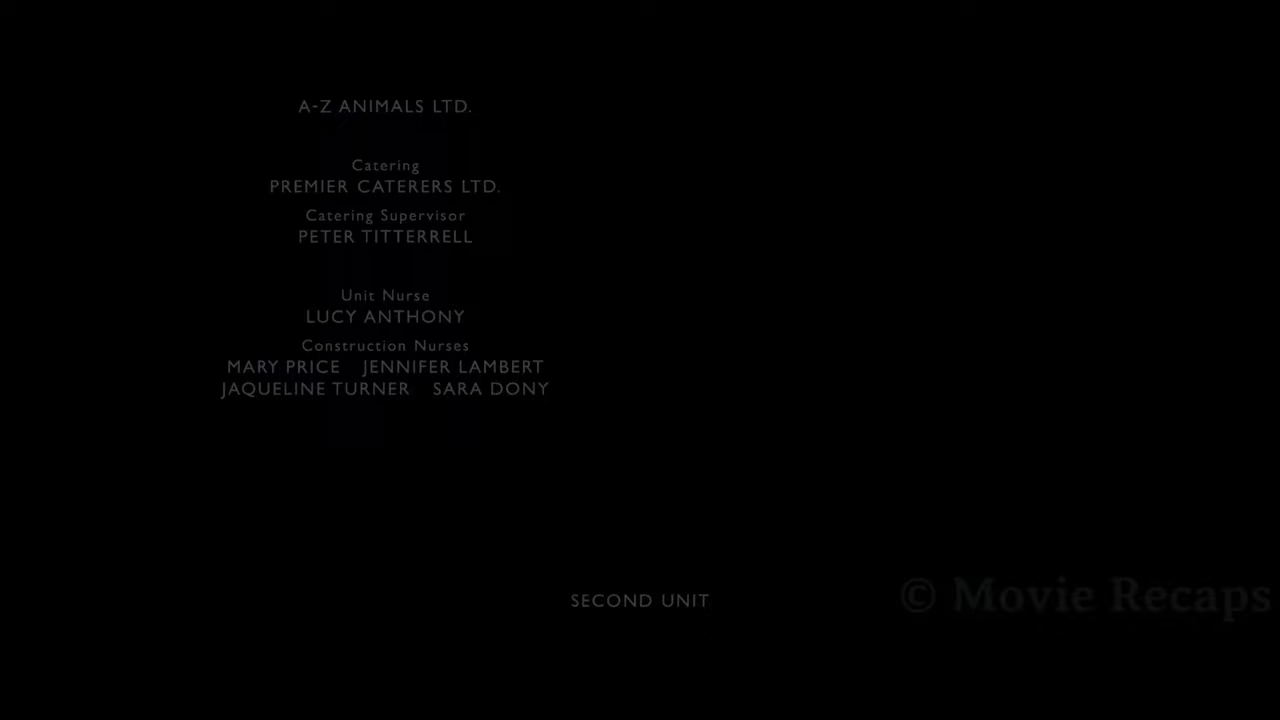 A-Z ANIMALS LTD.
Catering
PREMIER CATERERS LTD.
Catering Supervisor
PETER TITTERRELL
Unit Nurse
LUCY ANTHONY
Construction Nurses
MARY PRICE JENNIFER LAMBERT
JAQUELINE TURNER SARA DONY
SECOND UNIT
© Movie Recaps